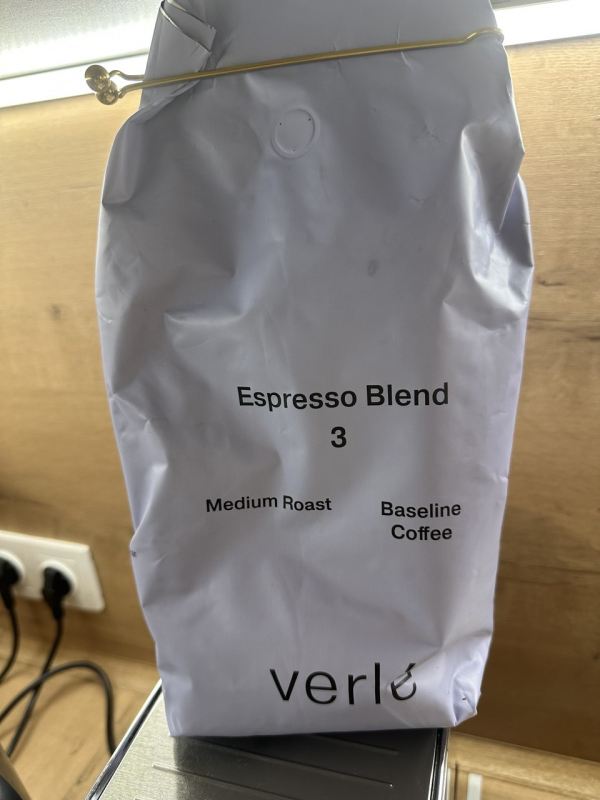 Espresso Blend
3
Medium Roast
Baseline
Coffee
verlé